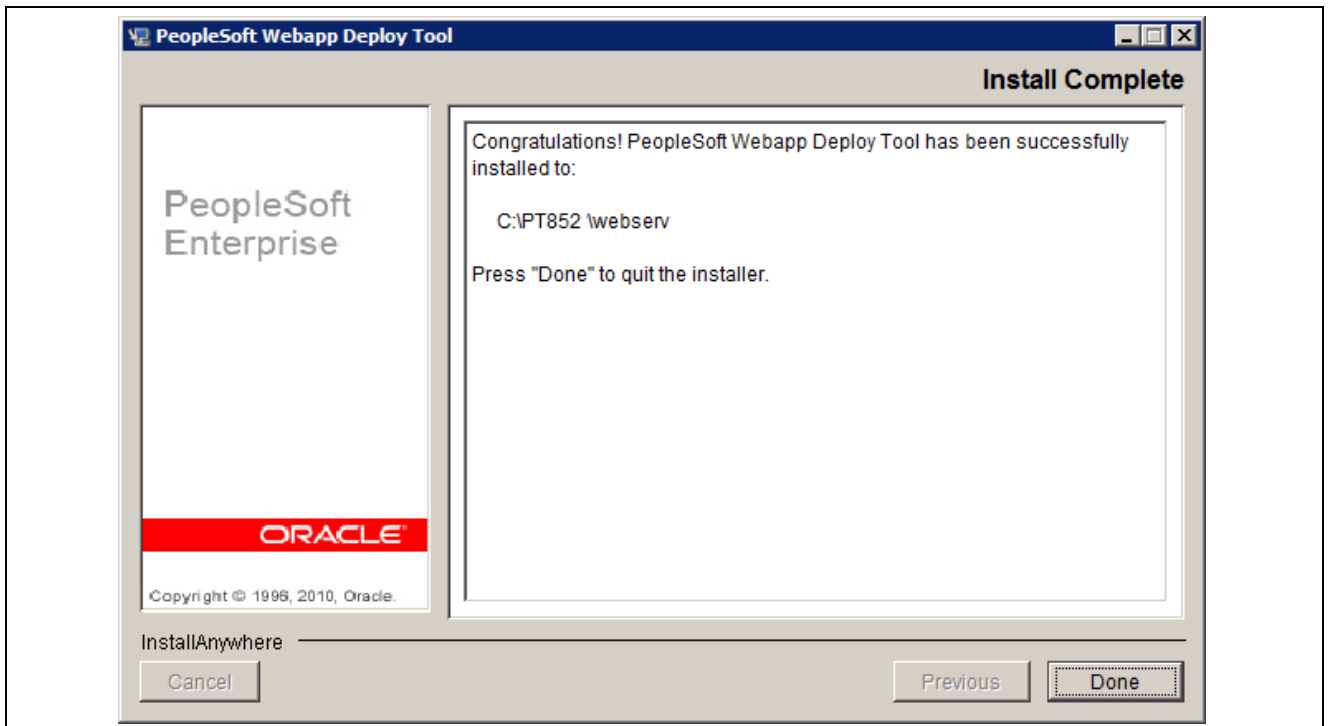 PeopleSoft Webapp Deploy Tool
Install Complete
PeopleSoft
Enterprise
ORACLE
Copyright © 1996, 2010, Oracle.
Congratulations! PeopleSoft Webapp Deploy Tool has been successfully
installed to:
C:\PT852 \webserv
Press "Done" to quit the installer.
InstallAnywhere
Cancel
Previous
Done